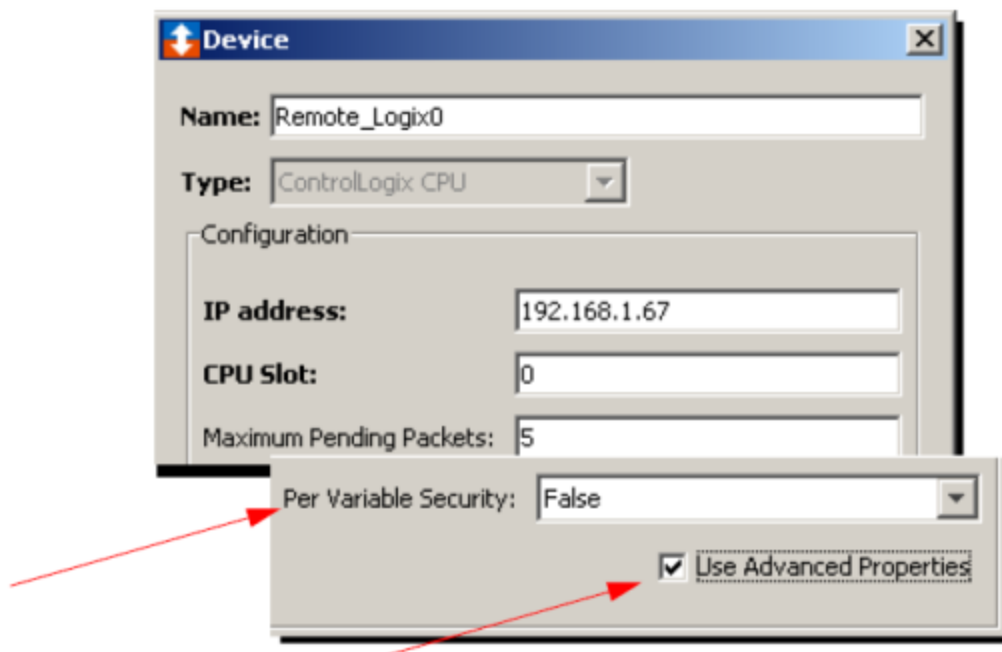 Device
Name: Remote_Logix0
Type: ControlLogix CPU
Configuration
IP address: 192.168.1.67
CPU Slot: 0
Maximum Pending Packets: 5
Per Variable Security: False
Use Advanced Properties